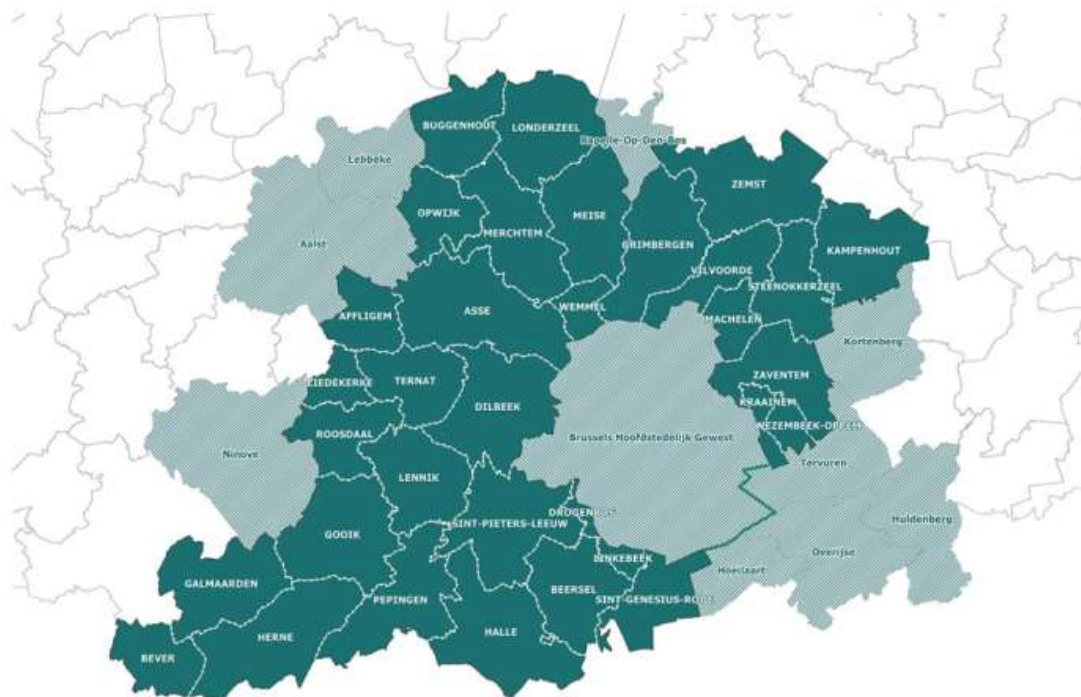 BUGGENHOUT
LONDERZEEL
Kapelle-Op-Den-Bos
Lebbeke
ZEMST
OPWIJK
MEISE
MERCHTEM
GRIMBERGEN
Aalst
KAMPENHOUT
VILVOORDE
STEENOKKERZEEL
WEMMEL
ASSE
AFFLIGEM
MACHELEN
Kortenberg
ZAVENTEM
LIEDEKERKE
TERNAT
KRAAINEM
DILBEEK
WEZEMBEEK-OPPEM
ROOSDAAL
Brussels Hoofdstedelijk Gewest
Ninove
Tervuren
LENNIK
DROGENBOS
Huldenberg
SINT-PIETERS-LEEUW
GOOIK
Overijse
LINKEBEEK
Hoeilaart
GALMAARDEN
BEERSEL
PEPINGEN
SINT-GENESIUS-RODE
HALLE
HERNE
BEVER